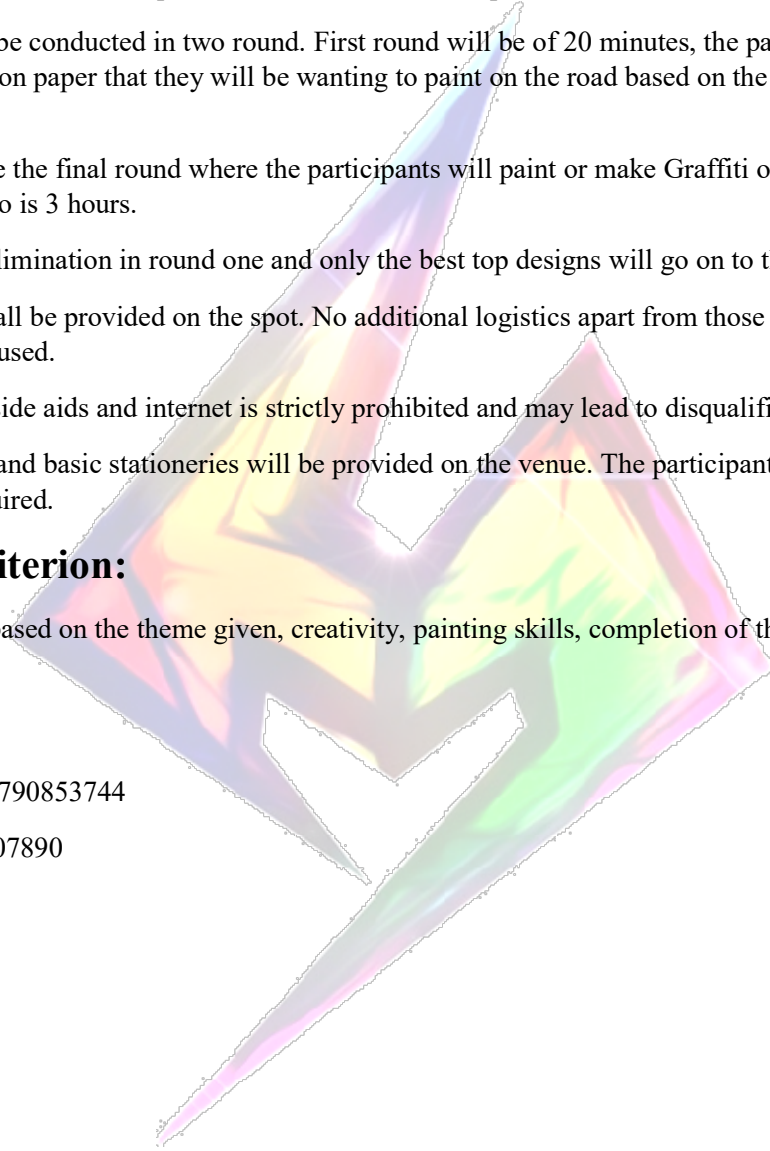 be conducted in two round. First round will be of 20 minutes, the pa
on paper that they will be wanting to paint on the road based on the
e the final round where the participants will paint or make Graffiti o
o is 3 hours.
limination in round one and only the best top designs will go on to t
all be provided on the spot. No additional logistics apart from those
used.
ide aids and internet is strictly prohibited and may lead to disqualifi
and basic stationeries will be provided on the venue. The participant
uired.
iterion:
ased on the theme given, creativity, painting skills, completion of th
790853744
07890